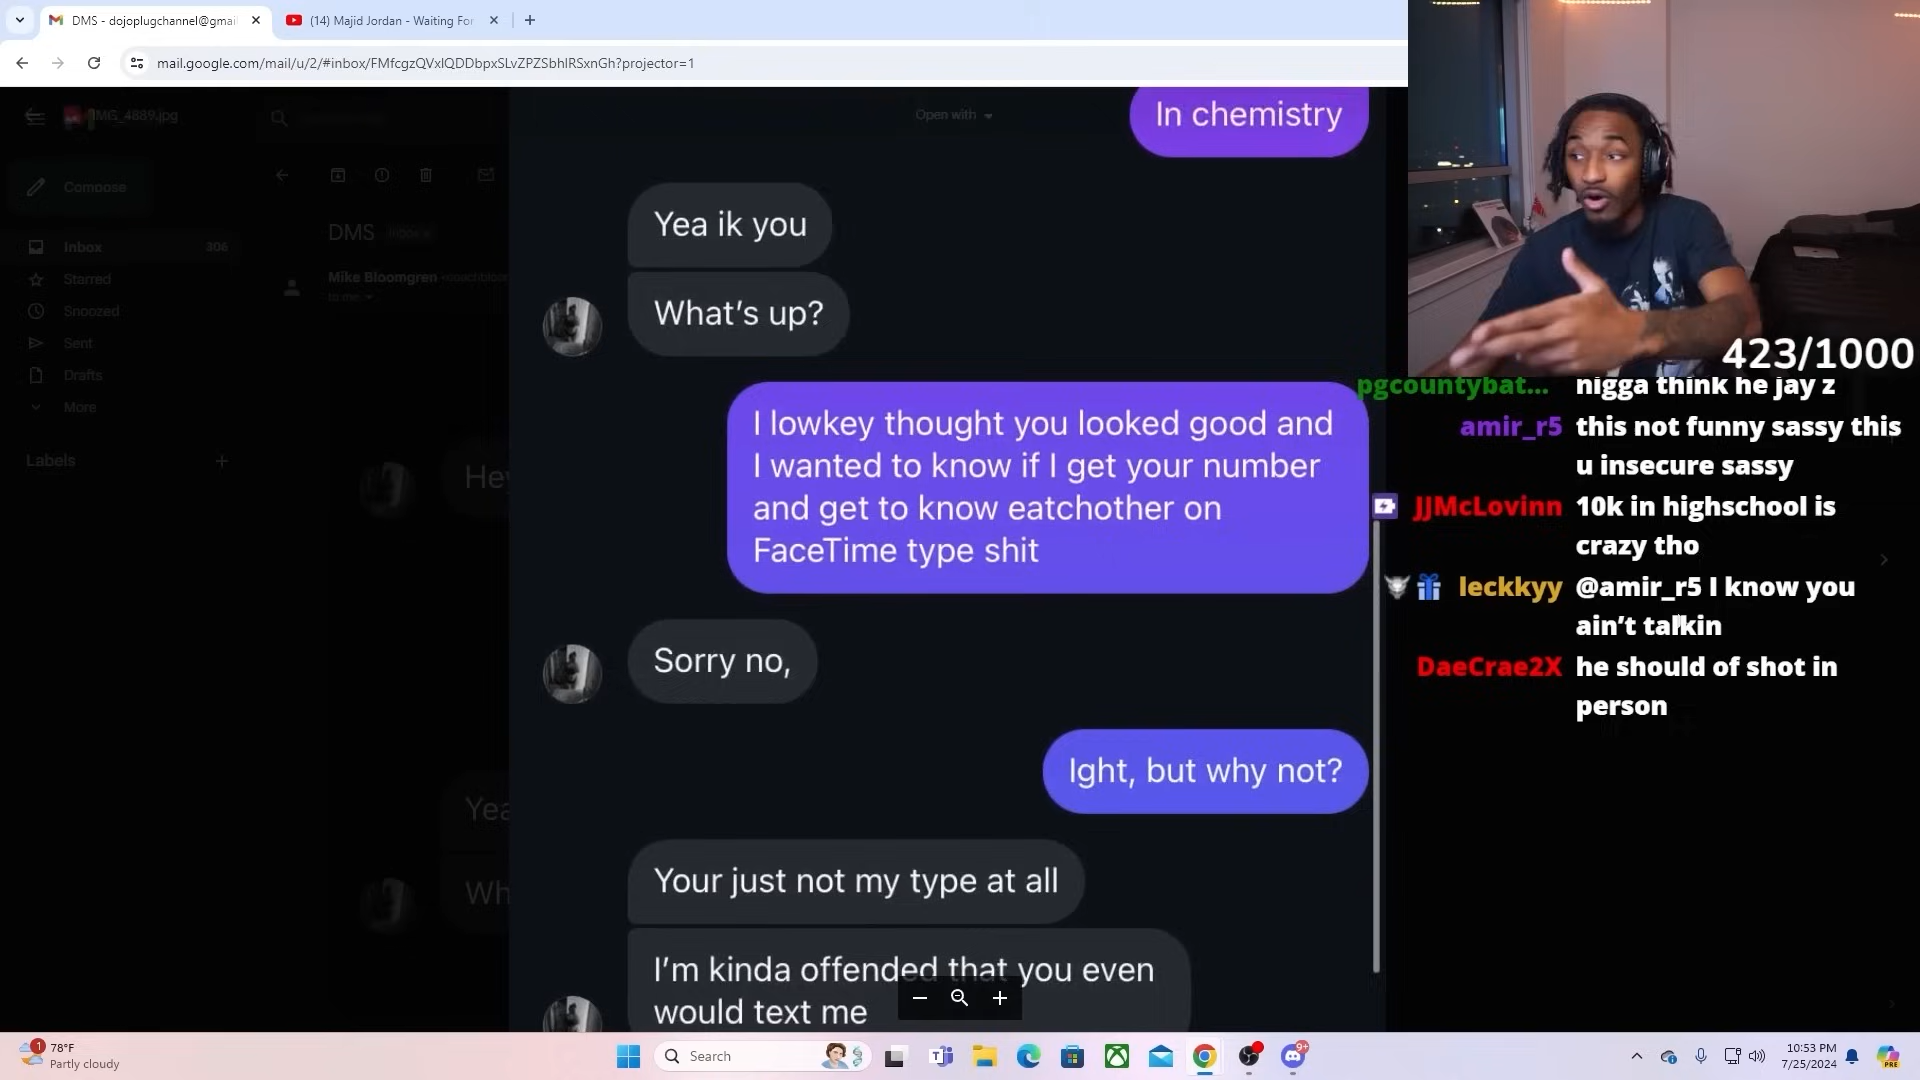 DMS - dojoplugchannel@gmai
(14) Majid Jordan - Waiting For
mail.google.com/mail/u/2/#inbox/FMfcgzQVxlQDDbpxSLvZPZSbhlRSxnGh?projector=1
IMG_4889.jpg
Open with
Compose
DMS
Inbox 306
Mike Bloomgren
Starred
to me
Snoozed
Sent
Drafts
More
Labels
Hey
Yea
Wh
In chemistry
Yea ik you
What's up?
I lowkey thought you looked good and
I wanted to know if I get your number
and get to know eatchother on
FaceTime type shit
Sorry no,
Ight, but why not?
Your just not my type at all
I'm kinda offended that you even
would text me
423/1000
pgcountybat... nigga think he jay z
amir_r5 this not funny sassy this
u insecure sassy
JJMcLovinn 10k in highschool is
crazy tho
leckkyy @amir_r5 I know you
ain't talkin
DaeCrae2X he should of shot in
person
1
78°F
Partly cloudy
Search
9+
10:53 PM
7/25/2024
PRE